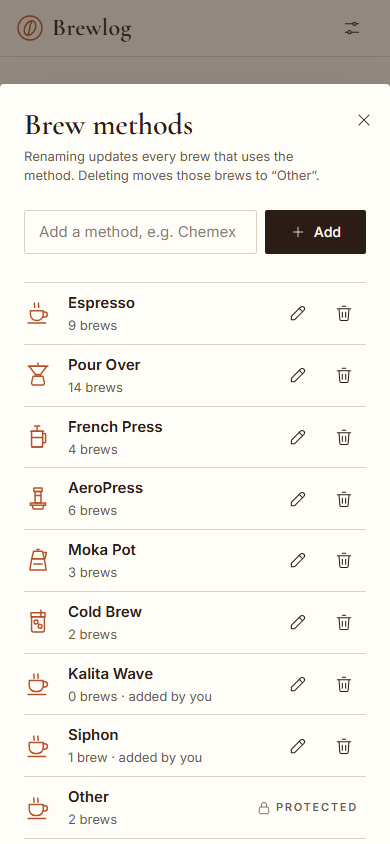 Brewlog
Brew methods
Renaming updates every brew that uses the
method. Deleting moves those brews to “Other”.
Add a method, e.g. Chemex
Add
Espresso
9 brews
Pour Over
14 brews
French Press
4 brews
AeroPress
6 brews
Moka Pot
3 brews
Cold Brew
2 brews
Kalita Wave
0 brews · added by you
Siphon
1 brew · added by you
Other
2 brews
PROTECTED